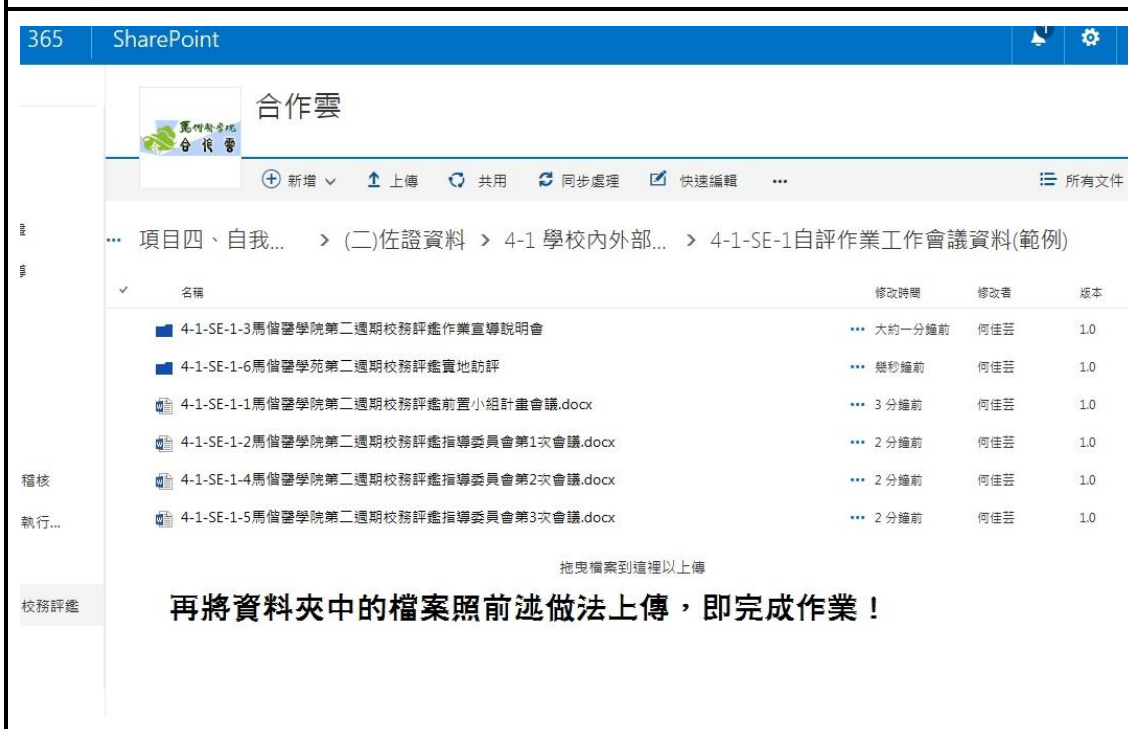 365 SharePoint
馬偕醫學院
合作雲
合作雲
新增 上傳 共用 同步處理 快速編輯 ... 所有文件
... 項目四、自我... > (二)佐證資料 > 4-1 學校內外部... > 4-1-SE-1自評作業工作會議資料(範例)
名稱 修改時間 修改者 版本
4-1-SE-1-3馬偕醫學院第二週期校務評鑑作業宣導說明會 ... 大約一分鐘前 何佳芸 1.0
4-1-SE-1-6馬偕醫學苑第二週期校務評鑑實地訪評 ... 幾秒鐘前 何佳芸 1.0
4-1-SE-1-1馬偕醫學院第二週期校務評鑑前置小組計畫會議.docx ... 3 分鐘前 何佳芸 1.0
4-1-SE-1-2馬偕醫學院第二週期校務評鑑指導委員會第1次會議.docx ... 2 分鐘前 何佳芸 1.0
4-1-SE-1-4馬偕醫學院第二週期校務評鑑指導委員會第2次會議.docx ... 2 分鐘前 何佳芸 1.0
稽核
4-1-SE-1-5馬偕醫學院第二週期校務評鑑指導委員會第3次會議.docx ... 2 分鐘前 何佳芸 1.0
執行...
拖曳檔案到這裡以上傳
校務評鑑
再將資料夾中的檔案照前述做法上傳，即完成作業！